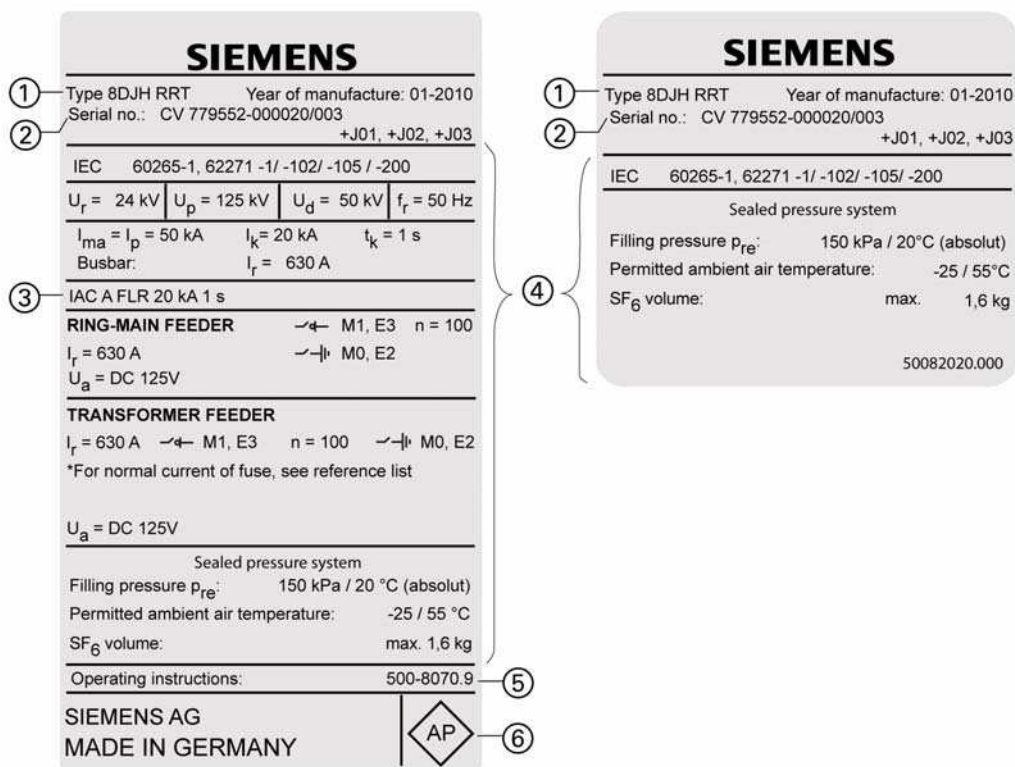 SIEMENS
① Type 8DJH RRT Year of manufacture: 01-2010
② Serial no.: CV 779552-000020/003
+J01, +J02, +J03
IEC 60265-1, 62271 -1/ -102/ -105 / -200
Ur = 24 kV Up = 125 kV Ud = 50 kV fr = 50 Hz
Ima = Ip = 50 kA Ik= 20 kA tk = 1 s
Busbar: Ir = 630 A
③ IAC A FLR 20 kA 1 s
④
RING-MAIN FEEDER M1, E3 n = 100
Ir = 630 A M0, E2
Ua = DC 125V
TRANSFORMER FEEDER
Ir = 630 A M1, E3 n = 100 M0, E2
*For normal current of fuse, see reference list
Ua = DC 125V
Sealed pressure system
Filling pressure pre: 150 kPa / 20 °C (absolut)
Permitted ambient air temperature: -25 / 55 °C
SF6 volume: max. 1,6 kg
Operating instructions: 500-8070.9 ⑤
SIEMENS AG
MADE IN GERMANY
AP ⑥
SIEMENS
① Type 8DJH RRT Year of manufacture: 01-2010
② Serial no.: CV 779552-000020/003
+J01, +J02, +J03
IEC 60265-1, 62271 -1/ -102/ -105/ -200
Sealed pressure system
Filling pressure pre: 150 kPa / 20°C (absolut)
Permitted ambient air temperature: -25 / 55°C
SF6 volume: max. 1,6 kg
50082020.000